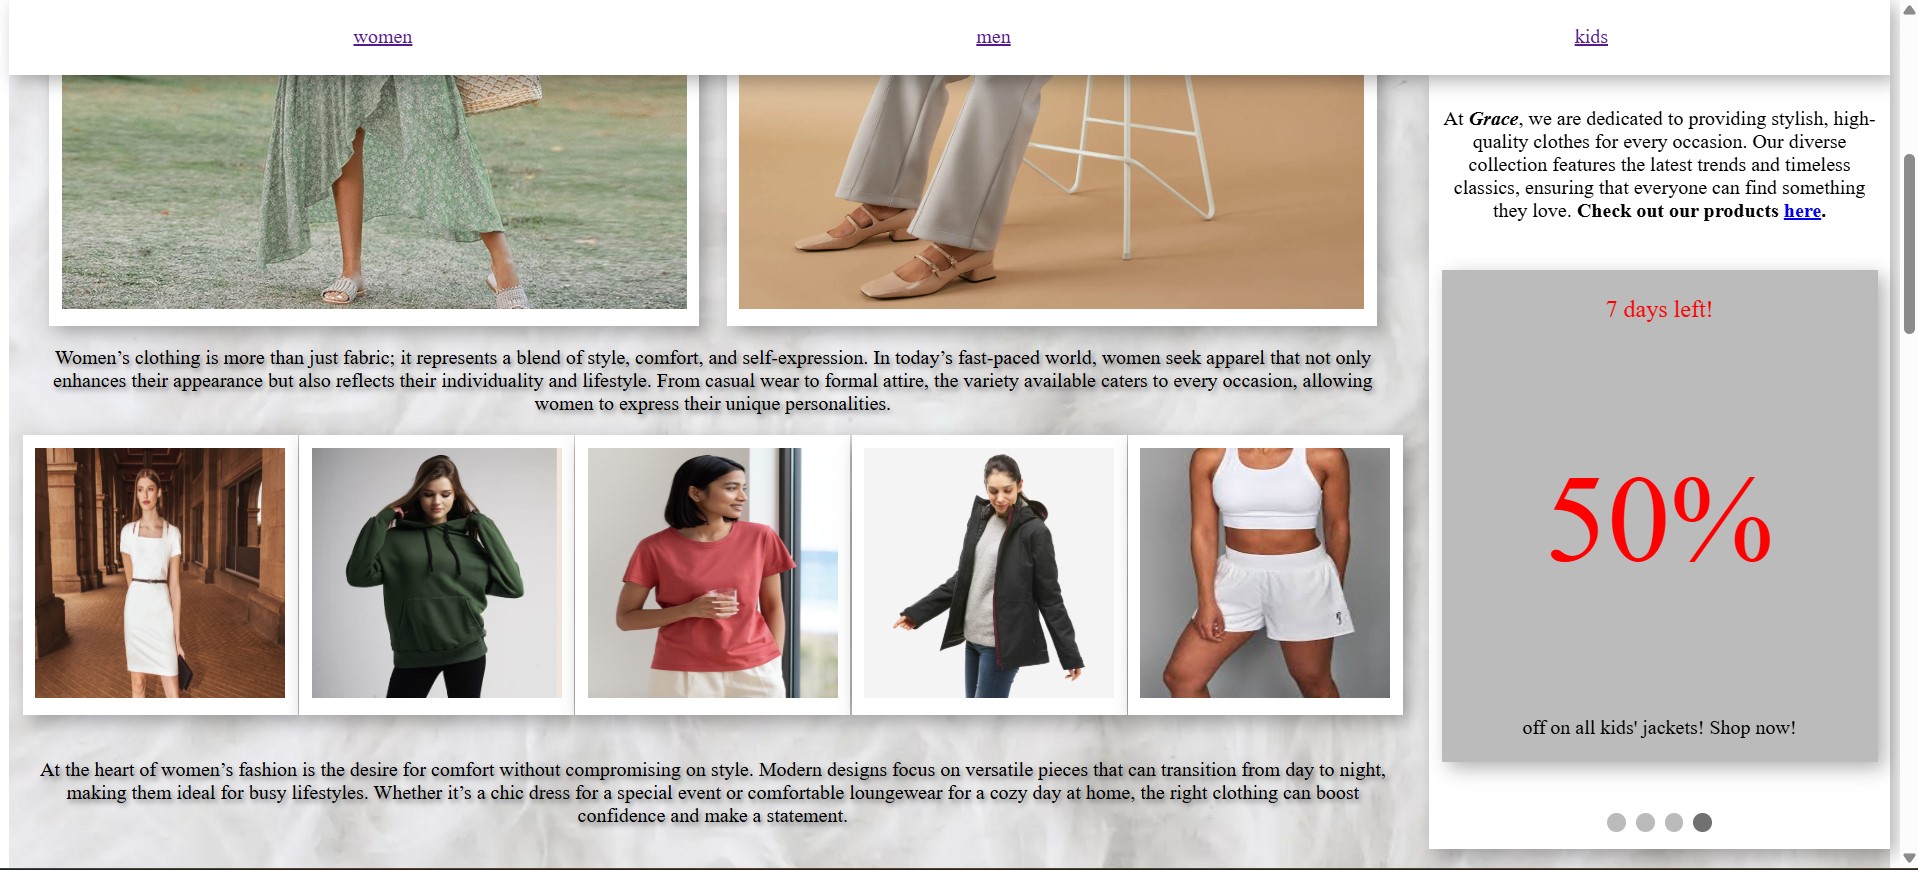 women
men
kids
At Grace, we are dedicated to providing stylish, high-
quality clothes for every occasion. Our diverse
collection features the latest trends and timeless
classics, ensuring that everyone can find something
they love. Check out our products here.
7 days left!
50%
off on all kids' jackets! Shop now!
Women’s clothing is more than just fabric; it represents a blend of style, comfort, and self-expression. In today’s fast-paced world, women seek apparel that not only
enhances their appearance but also reflects their individuality and lifestyle. From casual wear to formal attire, the variety available caters to every occasion, allowing
women to express their unique personalities.
At the heart of women’s fashion is the desire for comfort without compromising on style. Modern designs focus on versatile pieces that can transition from day to night,
making them ideal for busy lifestyles. Whether it’s a chic dress for a special event or comfortable loungewear for a cozy day at home, the right clothing can boost
confidence and make a statement.